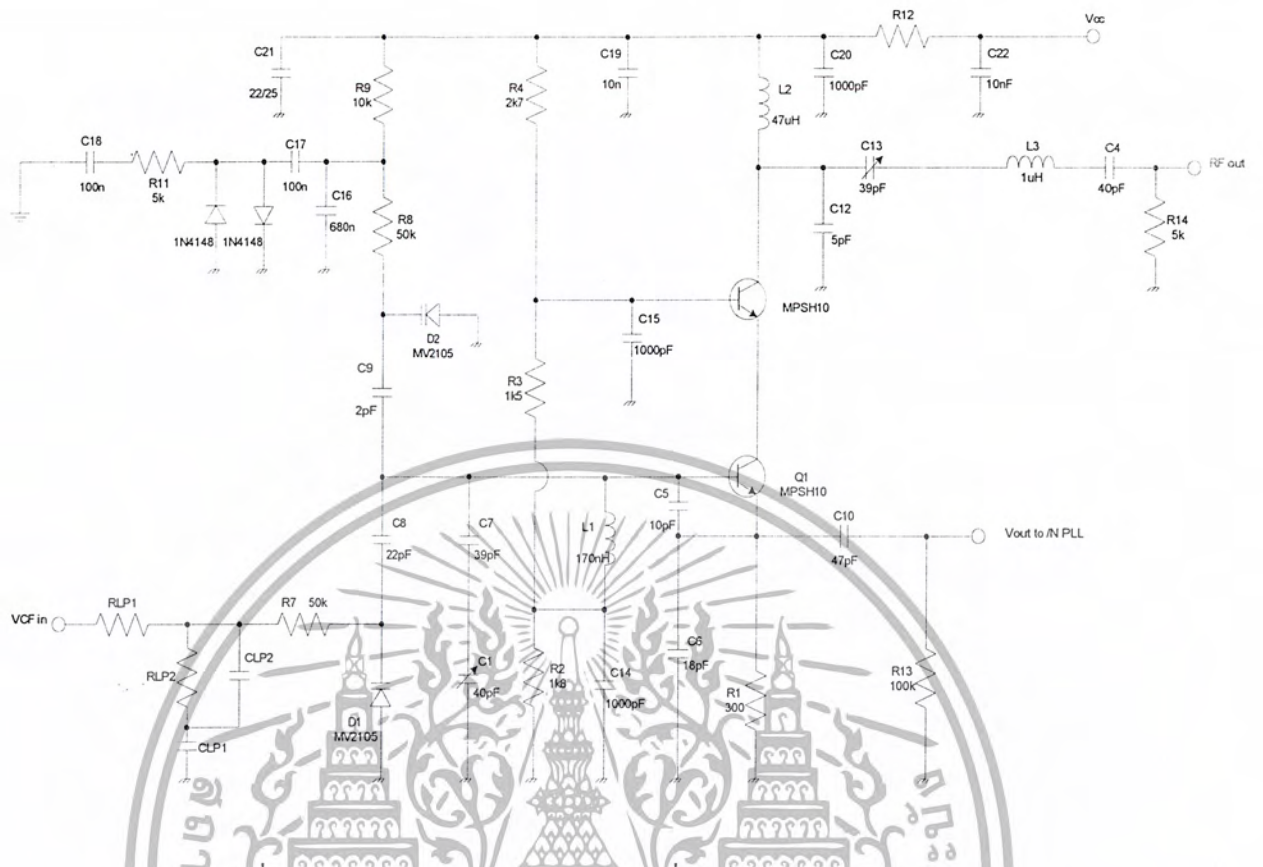 R12
Vcc
C21
22/25
R9
10k
R4
2k7
C19
10n
C20
1000pF
C22
10nF
L2
47uH
C18
100n
R11
5k
C17
100n
C16
680n
1N4148
1N4148
R8
50k
C13
39pF
L3
1uH
C4
40pF
RF out
R14
5k
C12
5pF
MPSH10
C15
1000pF
D2
MV2105
C9
2pF
R3
1k5
Q1
MPSH10
C5
10pF
C10
47pF
Vout to /N PLL
C8
22pF
C7
39pF
L1
170nH
VCF in
RLP1
R7 50k
RLP2
CLP2
CLP1
D1
MV2105
C1
40pF
R2
1k8
C14
1000pF
C6
18pF
R1
300
R13
100k